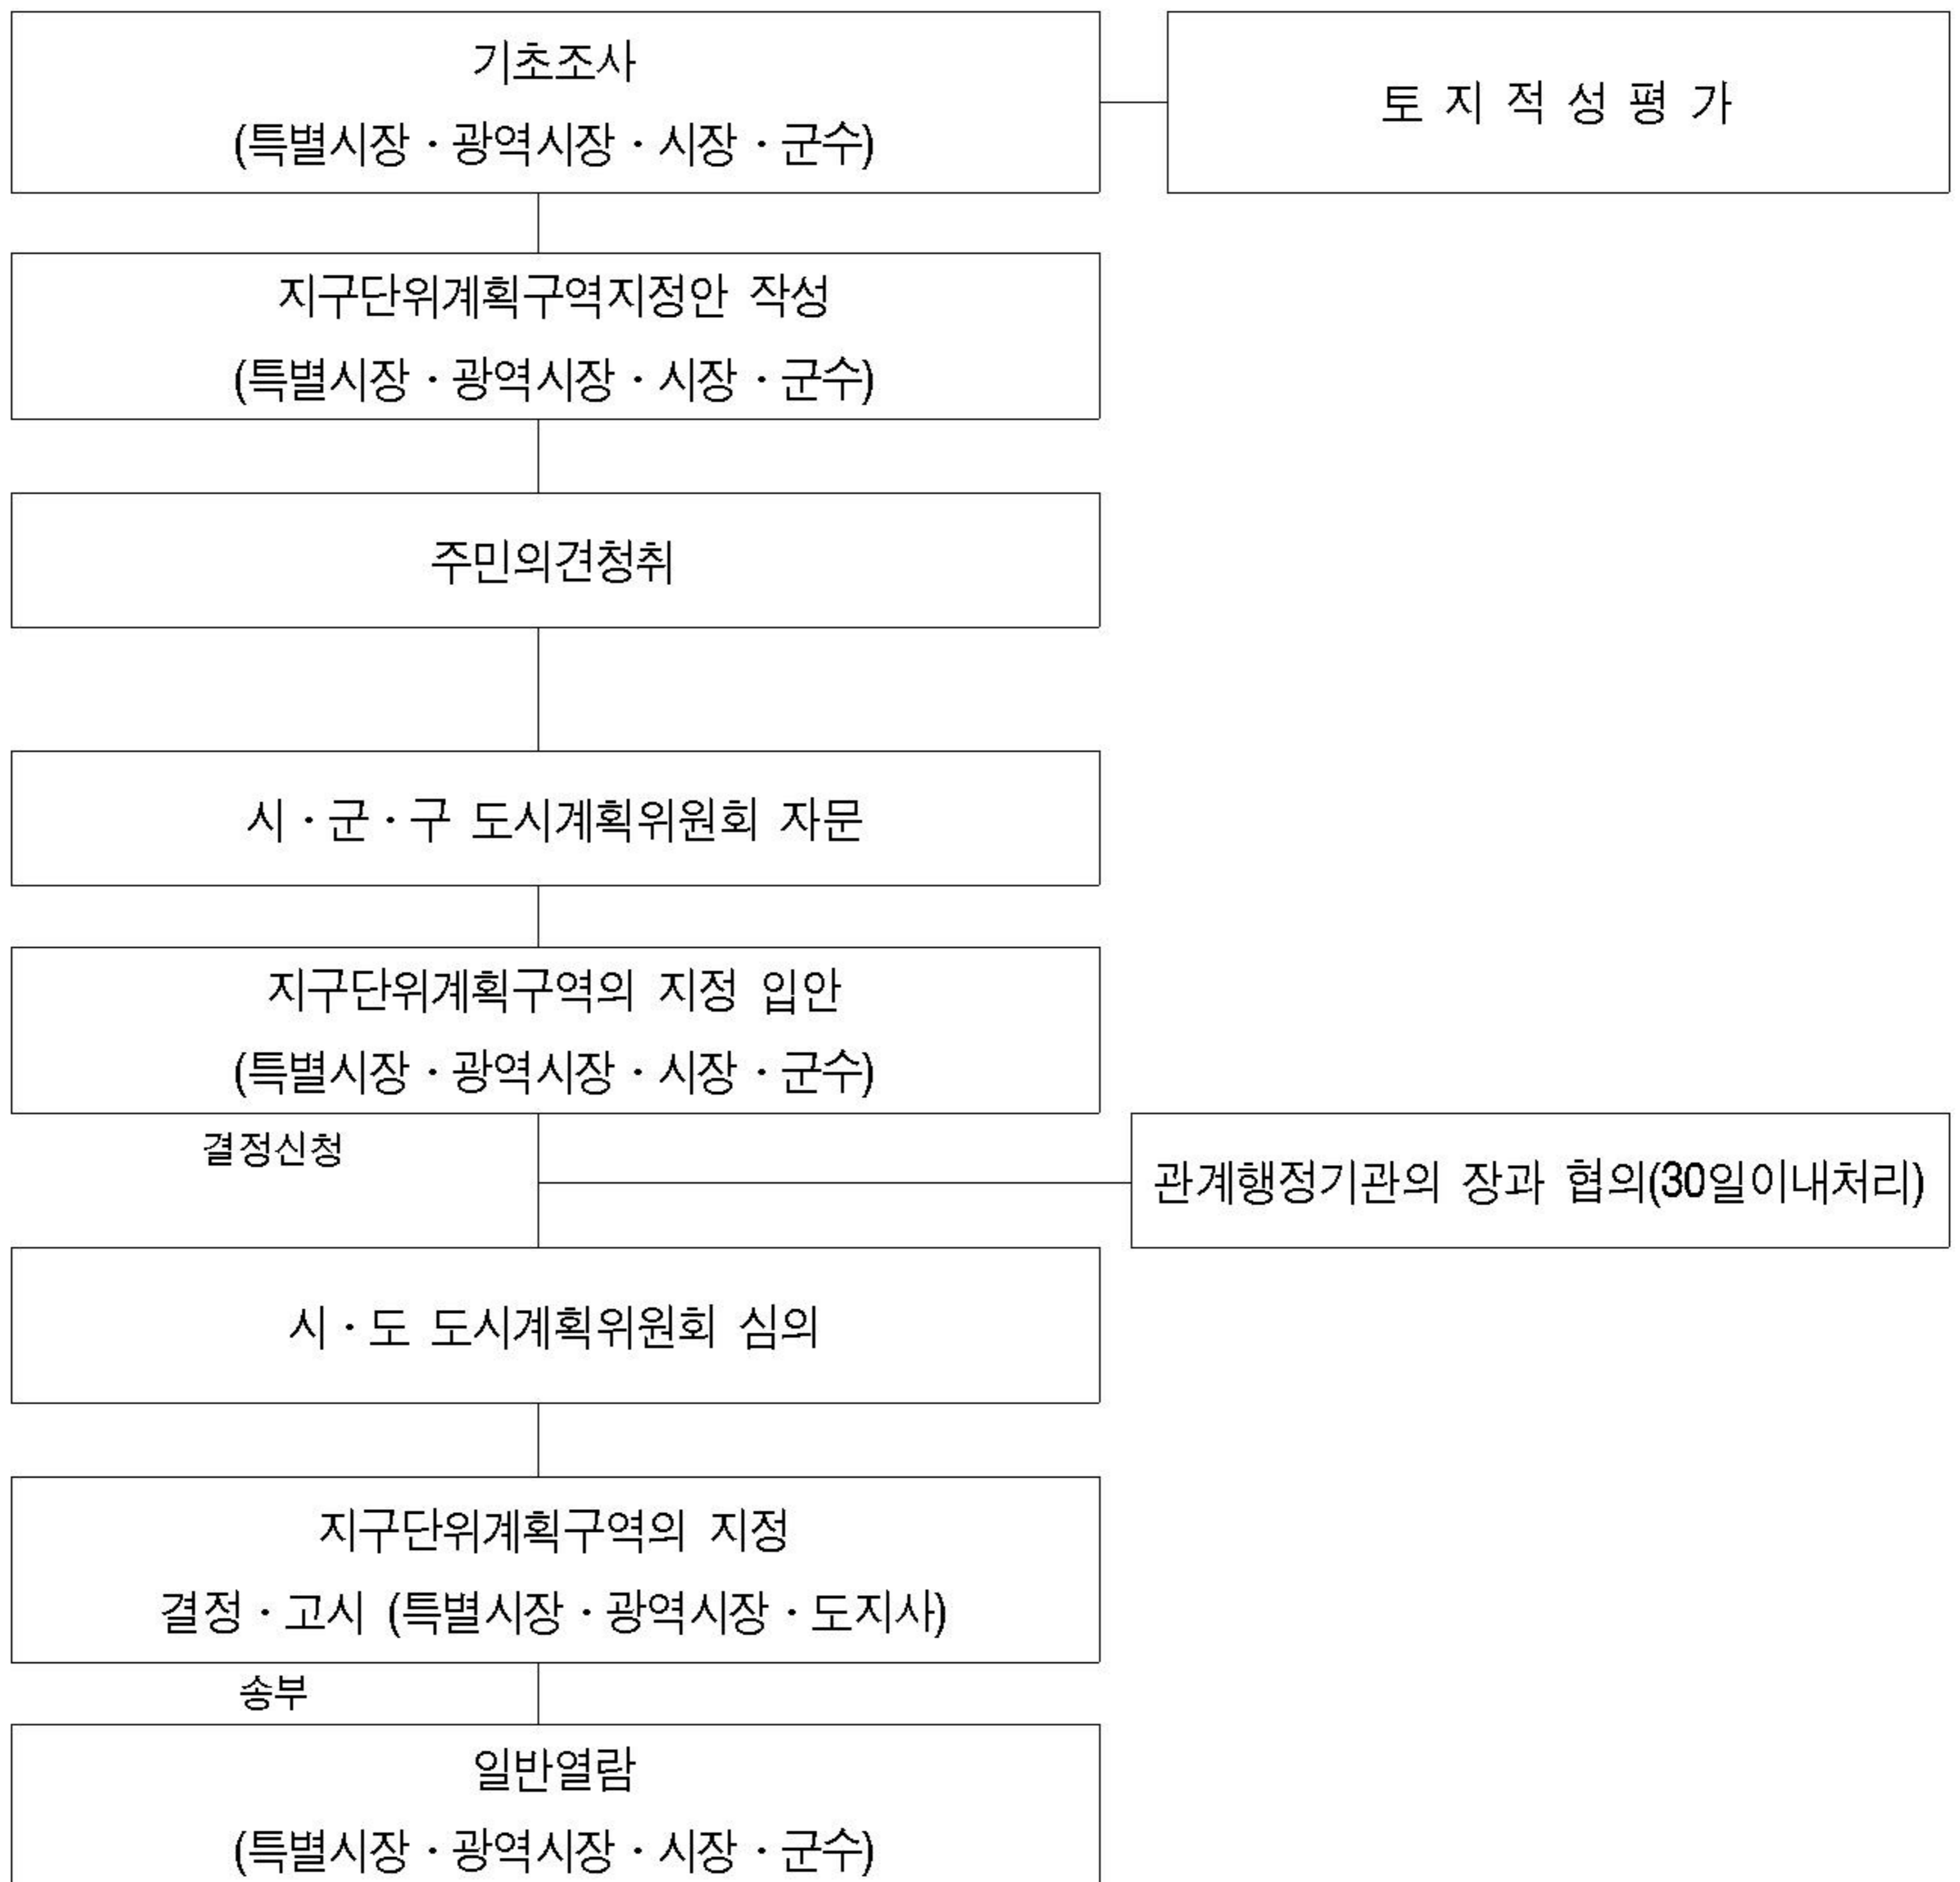 기초조사
(특별시장 · 광역시장 · 시장 · 군수)
토 지 적 성 평 가
지구단위계획구역지정안 작성
(특별시장 · 광역시장 · 시장 · 군수)
주민의견청취
시 · 군 · 구 도시계획위원회 자문
지구단위계획구역의 지정 입안
(특별시장 · 광역시장 · 시장 · 군수)
결정신청
관계행정기관의 장과 협의(30일이내처리)
시 · 도 도시계획위원회 심의
지구단위계획구역의 지정
결정 · 고시 (특별시장 · 광역시장 · 도지사)
송부
일반열람
(특별시장 · 광역시장 · 시장 · 군수)